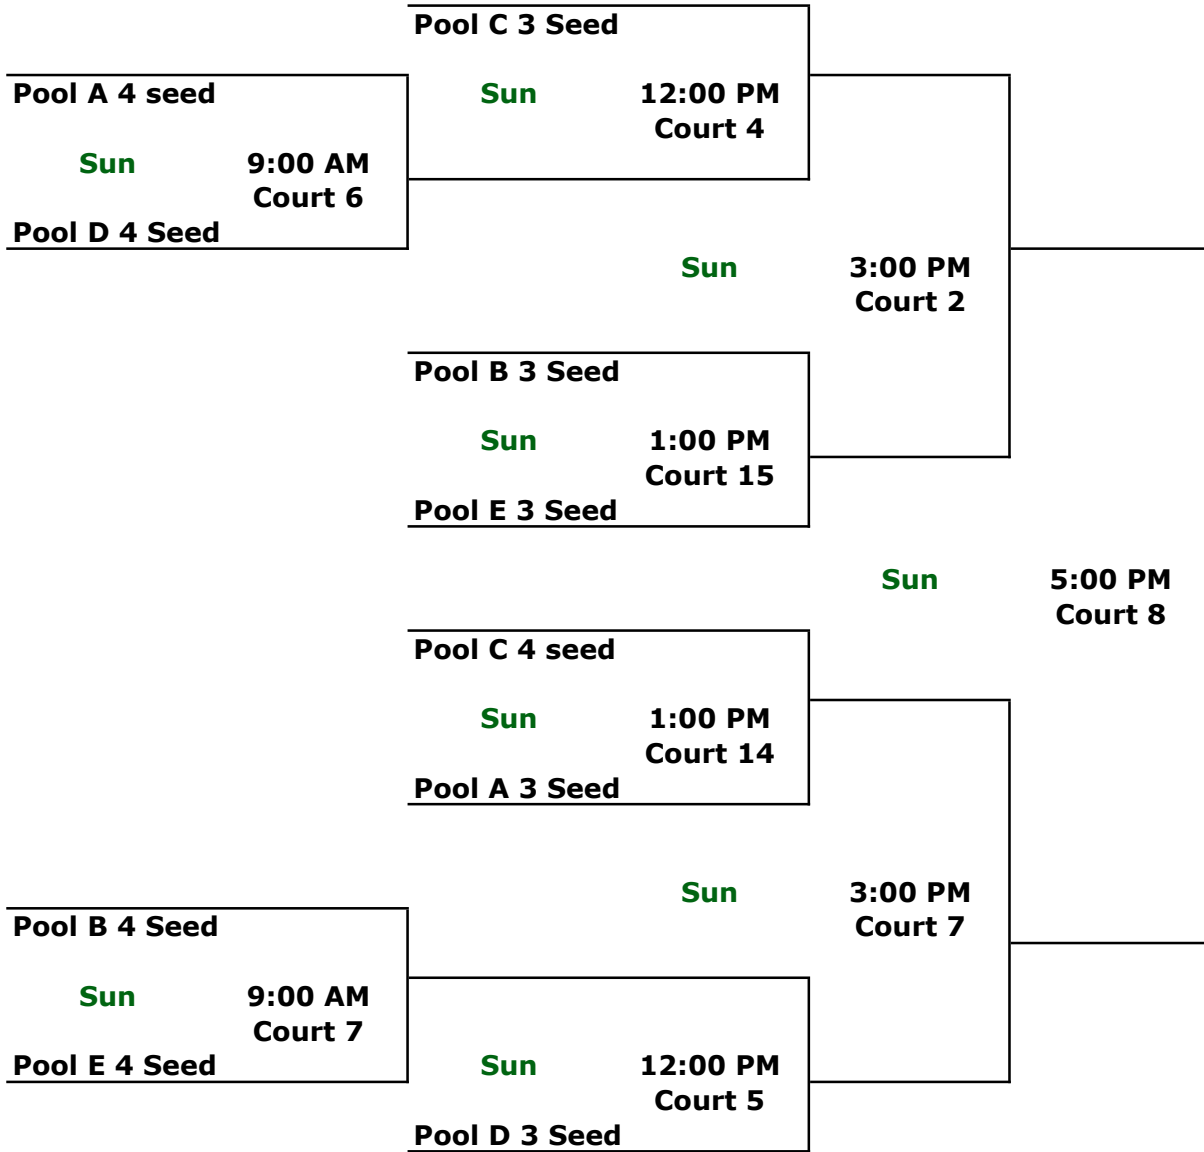 Pool C 3 Seed
Pool A 4 seed
Sun 12:00 PM
Court 4
Sun 9:00 AM
Court 6
Pool D 4 Seed
Sun 3:00 PM
Court 2
Pool B 3 Seed
Sun 1:00 PM
Court 15
Pool E 3 Seed
Sun 5:00 PM
Court 8
Pool C 4 seed
Sun 1:00 PM
Court 14
Pool A 3 Seed
Sun 3:00 PM
Court 7
Pool B 4 Seed
Sun 9:00 AM
Court 7
Pool E 4 Seed
Sun 12:00 PM
Court 5
Pool D 3 Seed